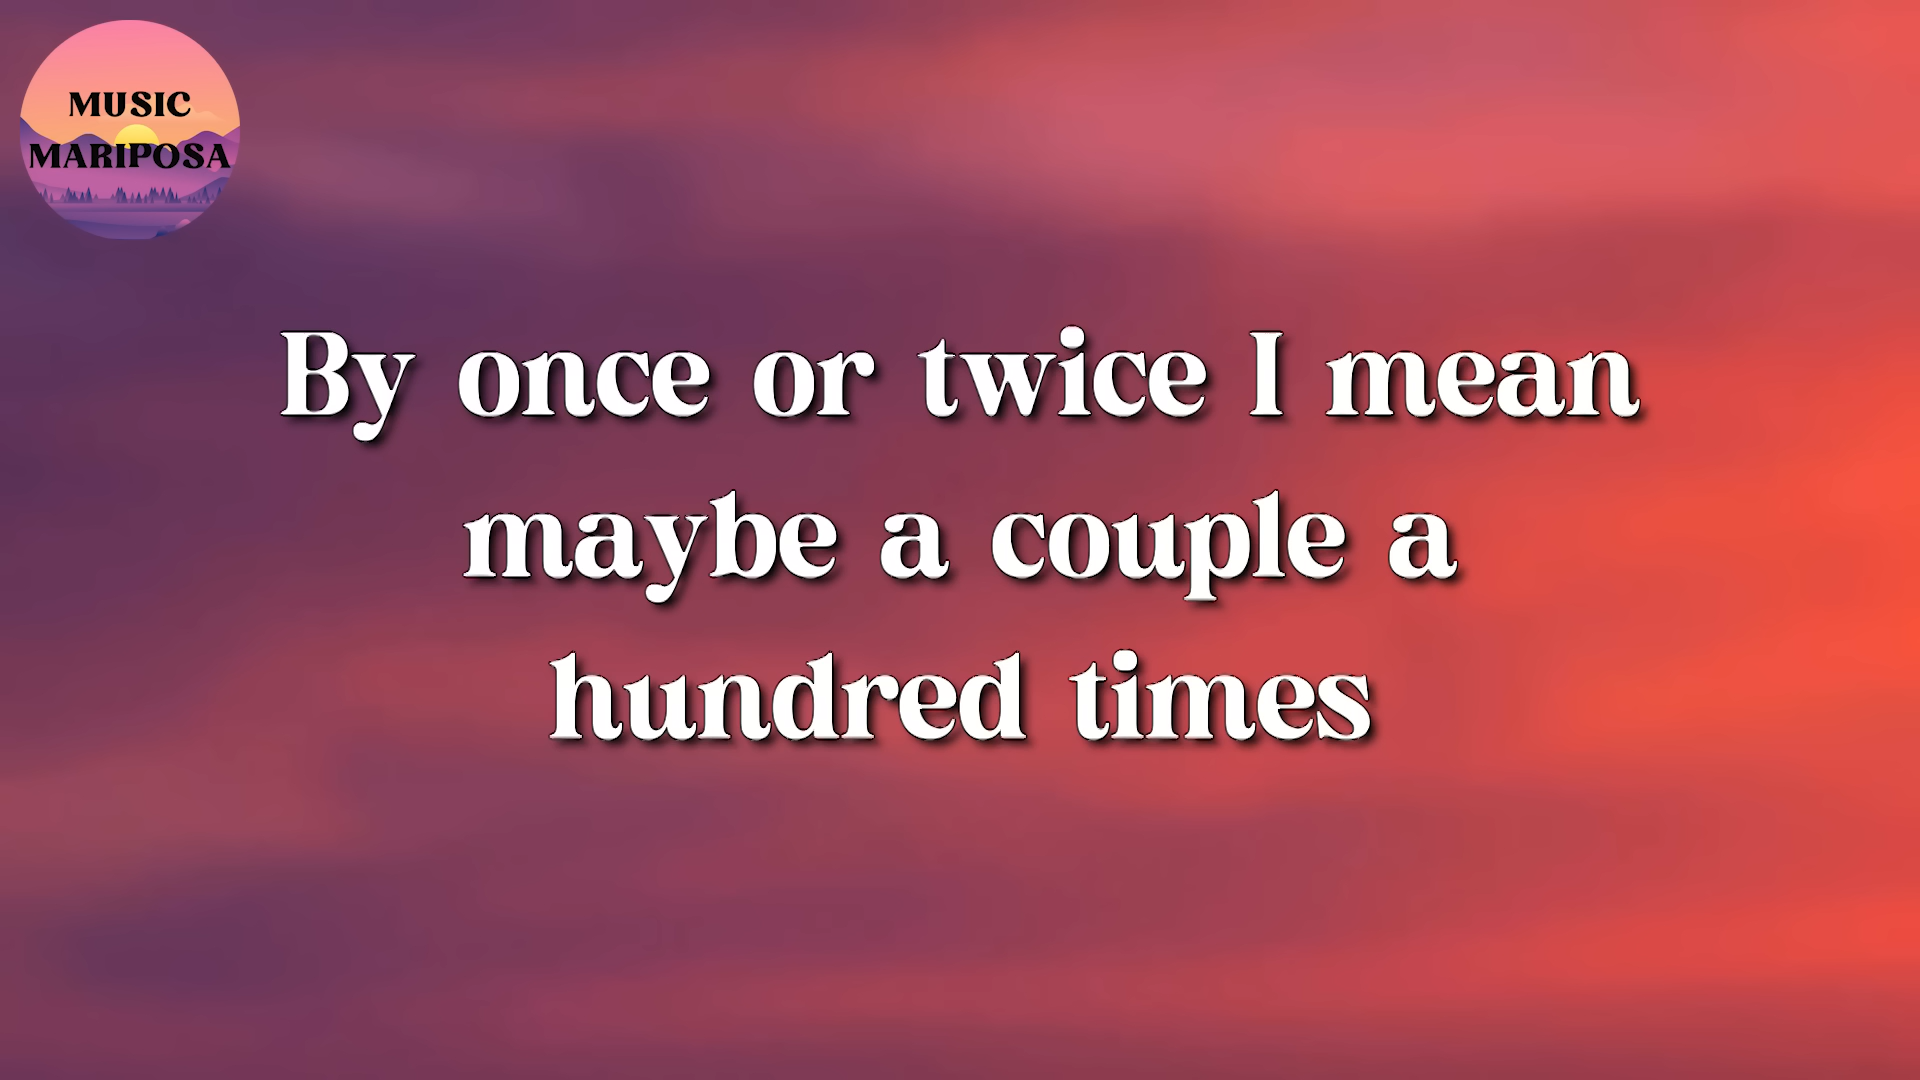 MUSIC
MARIPOSA
By once or twice I mean
maybe a couple a
hundred times